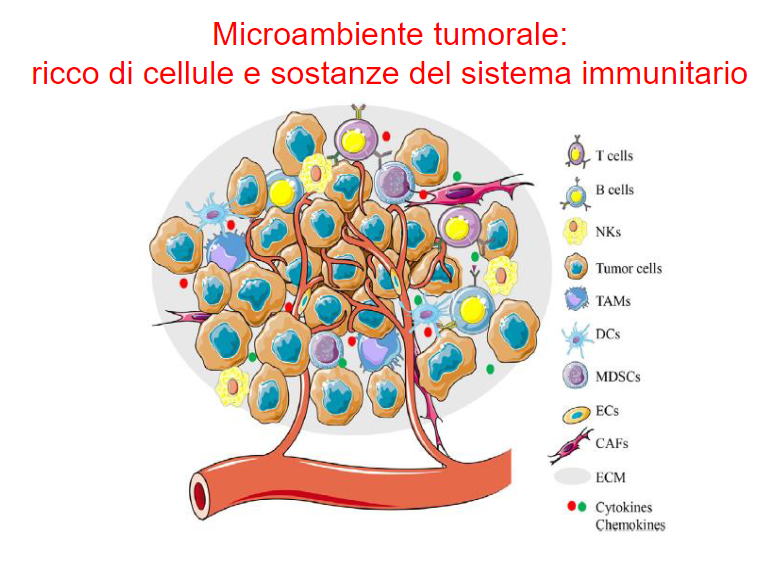 Microambiente tumorale:
ricco di cellule e sostanze del sistema immunitario
T cells
B cells
NKs
Tumor cells
TAMs
DCs
MDSCs
ECs
CAFs
ECM
Cytokines
Chemokines